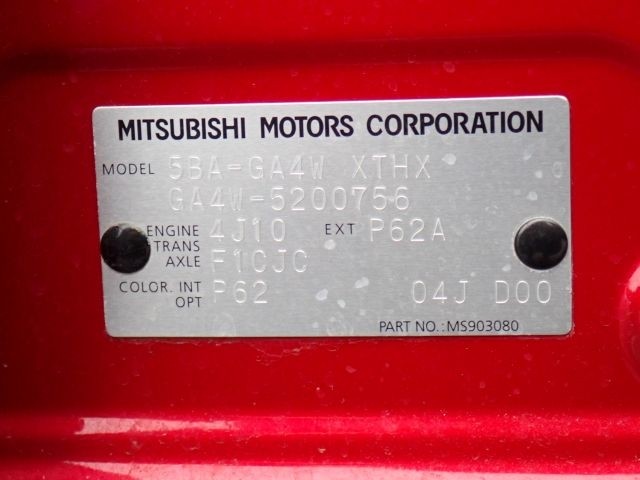 MITSUBISHI MOTORS CORPORATION
MODEL 5BA-GA4W XTHX
GA4W-5200756
ENGINE 4J10 EXT P62A
TRANS
AXLE F1CJC
COLOR. INT P62 04J D00
OPT
PART NO.: MS903080